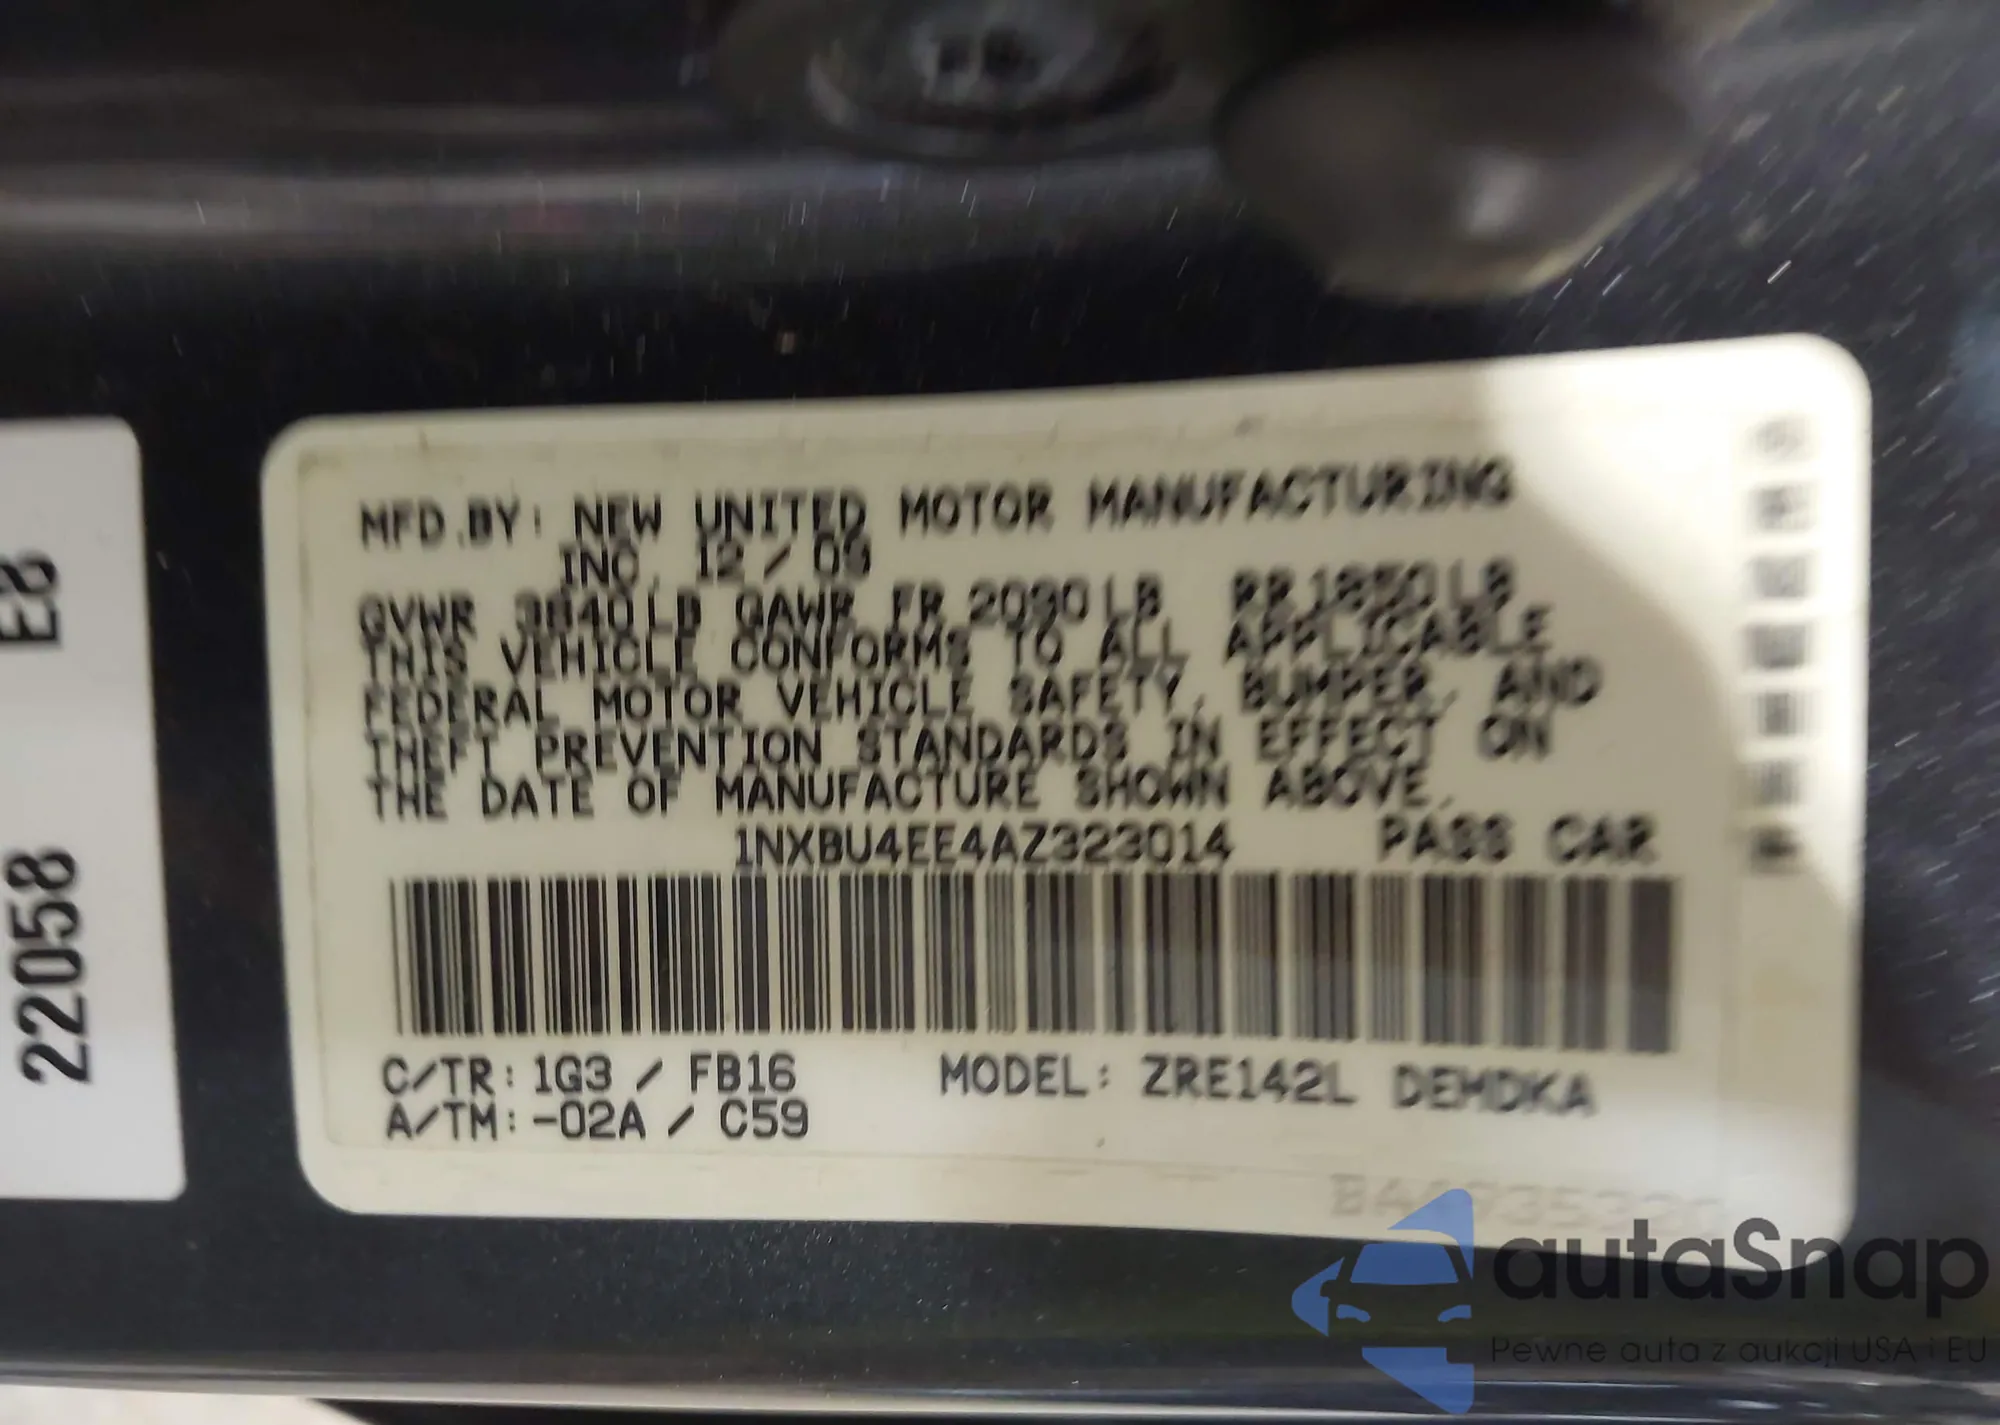 MFD.BY: NEW UNITED MOTOR MANUFACTURING
INC. 12/09
GVWR 3840LB GAWR FR 2090LB RR 1850LB
THIS VEHICLE CONFORMS TO ALL APPLICABLE
FEDERAL MOTOR VEHICLE SAFETY, BUMPER, AND
THEFT PREVENTION STANDARDS IN EFFECT ON
THE DATE OF MANUFACTURE SHOWN ABOVE.
1NXBU4EE4AZ323014 PASS CAR
C/TR: 1G3 / FB16 MODEL: ZRE142L DEMDKA
A/TM: -02A / C59
22058 E8
autaSnap
Pewne auta z aukcji USA i EU